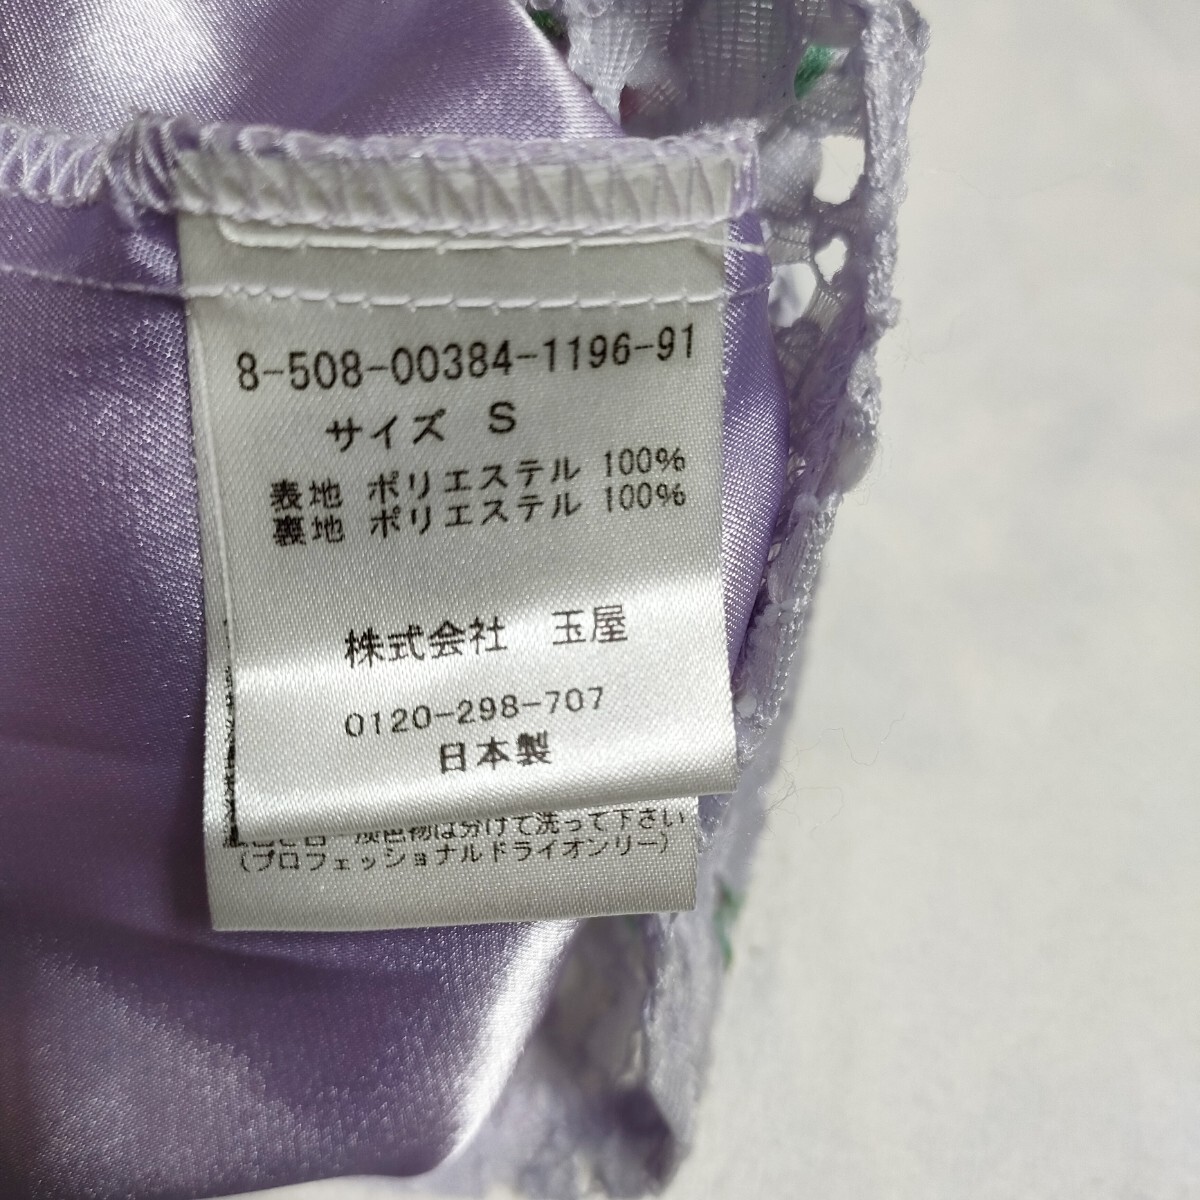 8-508-00384-1196-91
サイズ S
表地 ポリエステル 100%
裏地 ポリエステル 100%
株式会社 玉屋
0120-298-707
日本製
淡色物は分けて洗って下さい
(プロフェッショナルドライオンリー)